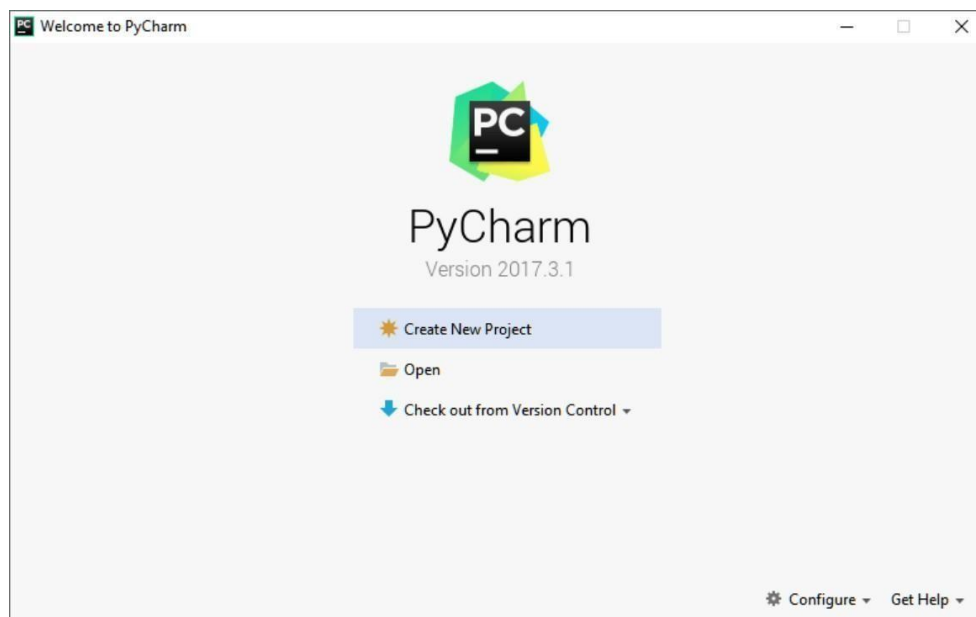 Welcome to PyCharm
PC
PyCharm
Version 2017.3.1
Create New Project
Open
Check out from Version Control
Configure Get Help